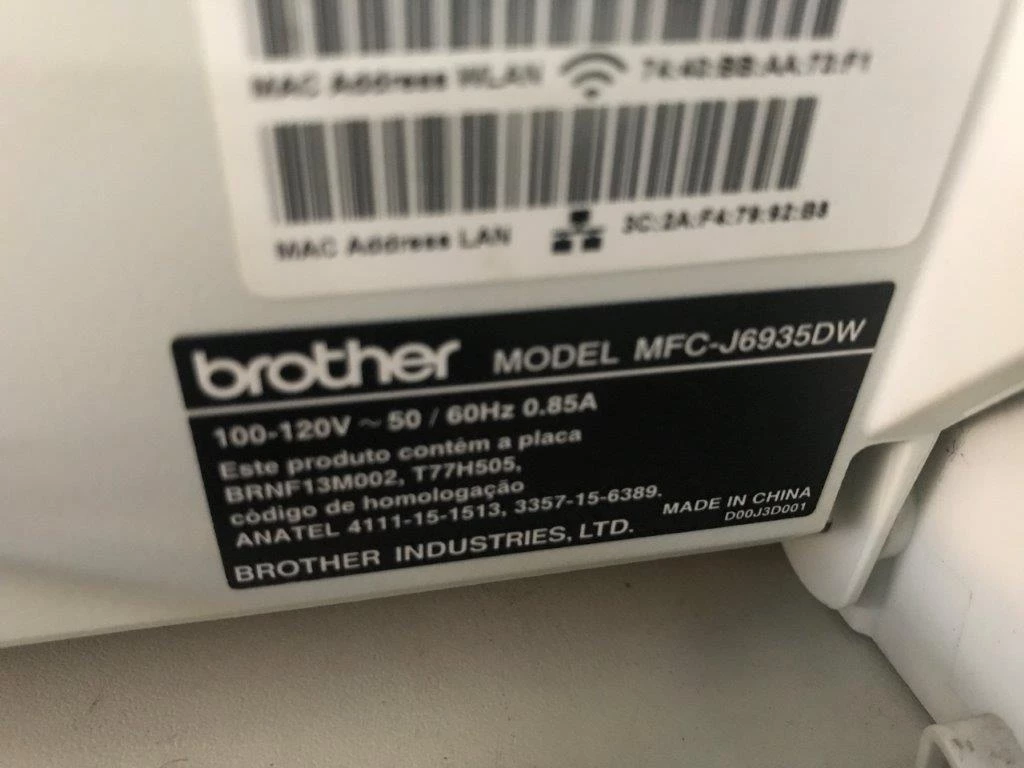 MAC Address WLAN 74:40:BB:AA:72:F1
MAC Address LAN 3C:2A:F4:79:92:B8
brother MODEL MFC-J6935DW
100-120V ~ 50 / 60Hz 0.85A
Este produto contém a placa
BRNF13M002, T77H505,
código de homologação
ANATEL 4111-15-1513, 3357-15-6389.
MADE IN CHINA
D00J3D001
BROTHER INDUSTRIES, LTD.